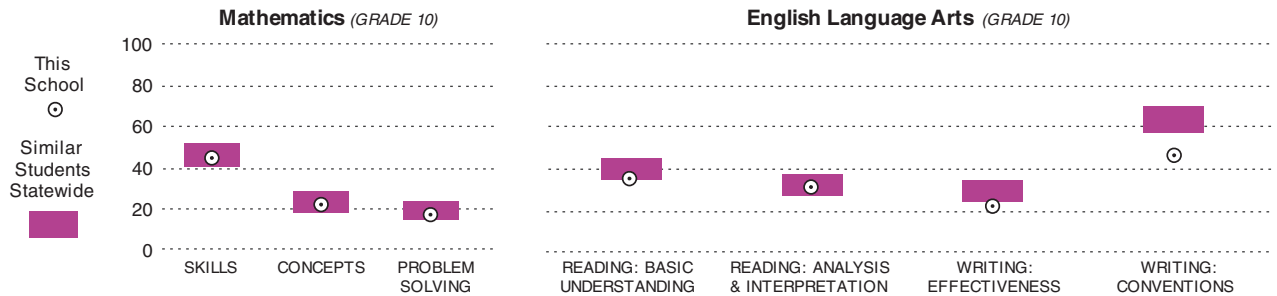 Mathematics (GRADE 10)
English Language Arts (GRADE 10)
This
School
Similar
Students
Statewide
100
80
60
40
20
0
SKILLS
CONCEPTS
PROBLEM
SOLVING
READING: BASIC
UNDERSTANDING
READING: ANALYSIS
& INTERPRETATION
WRITING:
EFFECTIVENESS
WRITING:
CONVENTIONS